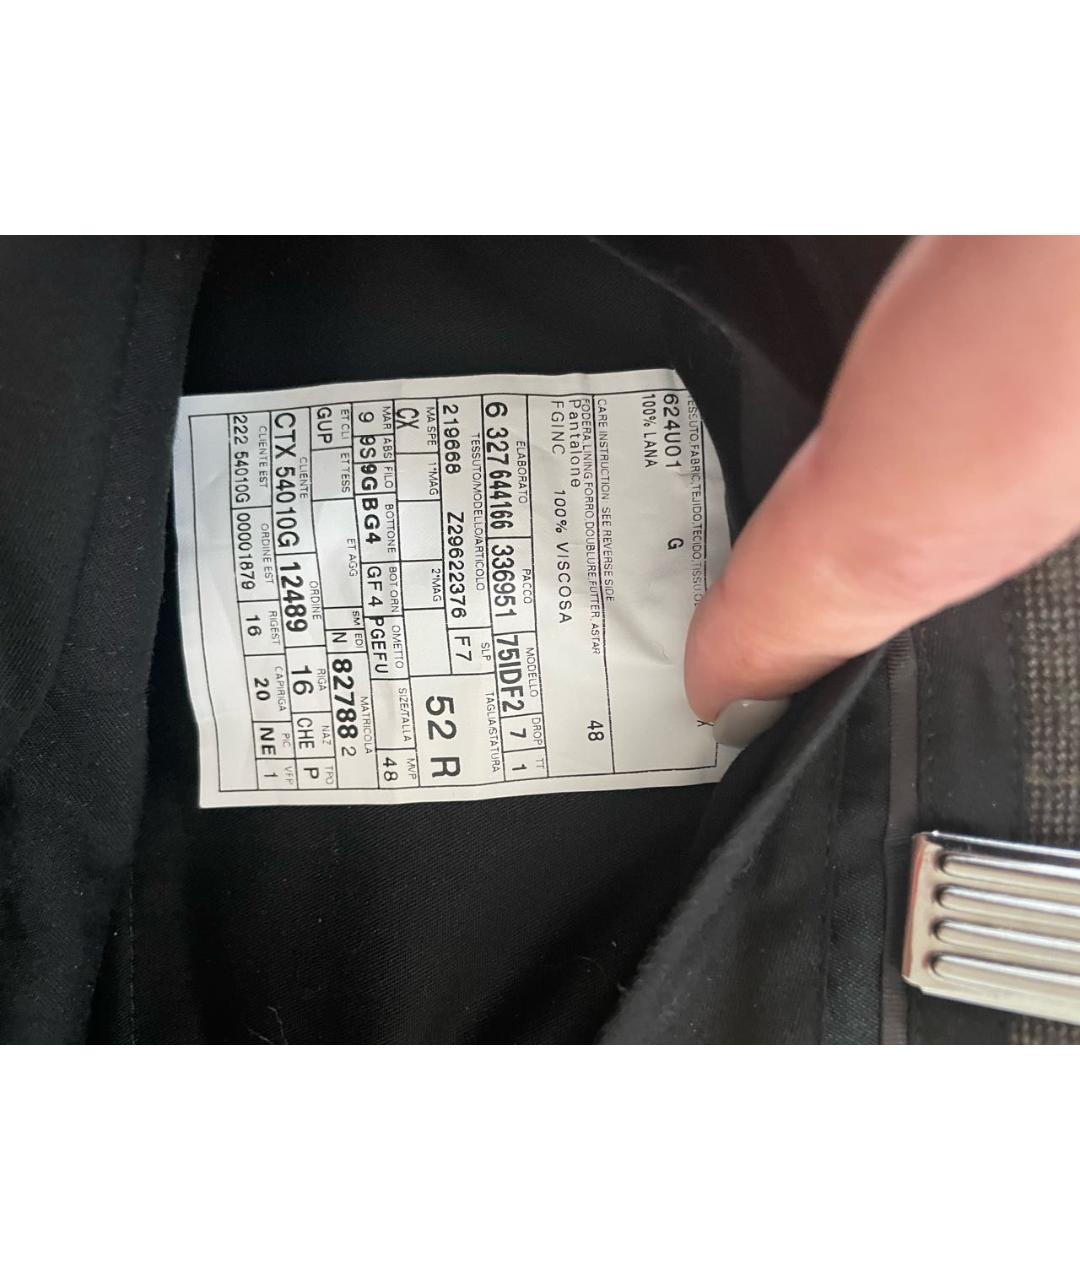 TESSUTO,FABRIC,TEJIDO,TECIDO,TISSU
624U01 G X
100% LANA
CARE INSTRUCTION SEE REVERSE SIDE
FODERA,LINING,FORRO,DOUBLURE,FUTTER,ASTAR
Pantalone 48
FGINC 100% VISCOSA
ELABORATO PACCO MODELLO DROP TT
6 327 644166 336951 75IDF2 7 1
TESSUTO/MODELLO/ARTICOLO SLP TAGLIA STATURA
219668 Z29622376 F7
MA SPE 1°MAG 2°MAG 52 R
CX SIZE/TALLA MVP
MAR ABS FILO BOTTONE BOT.ORN OMETTO 48
9 9S 9G BG4 GF4 PGEFU
ET CLI ET TESS ET AGG SM EDI MATRICOLA
GUP N 82788 2
CLIENTE ORDINE RIGA NAZ TPO
CTX 54010G 12489 16 CHE P
CLIENTE EST ORDINE EST RIGEST CAPIRIGA PIC VFP
222 54010G 00001879 16 20 NE 1